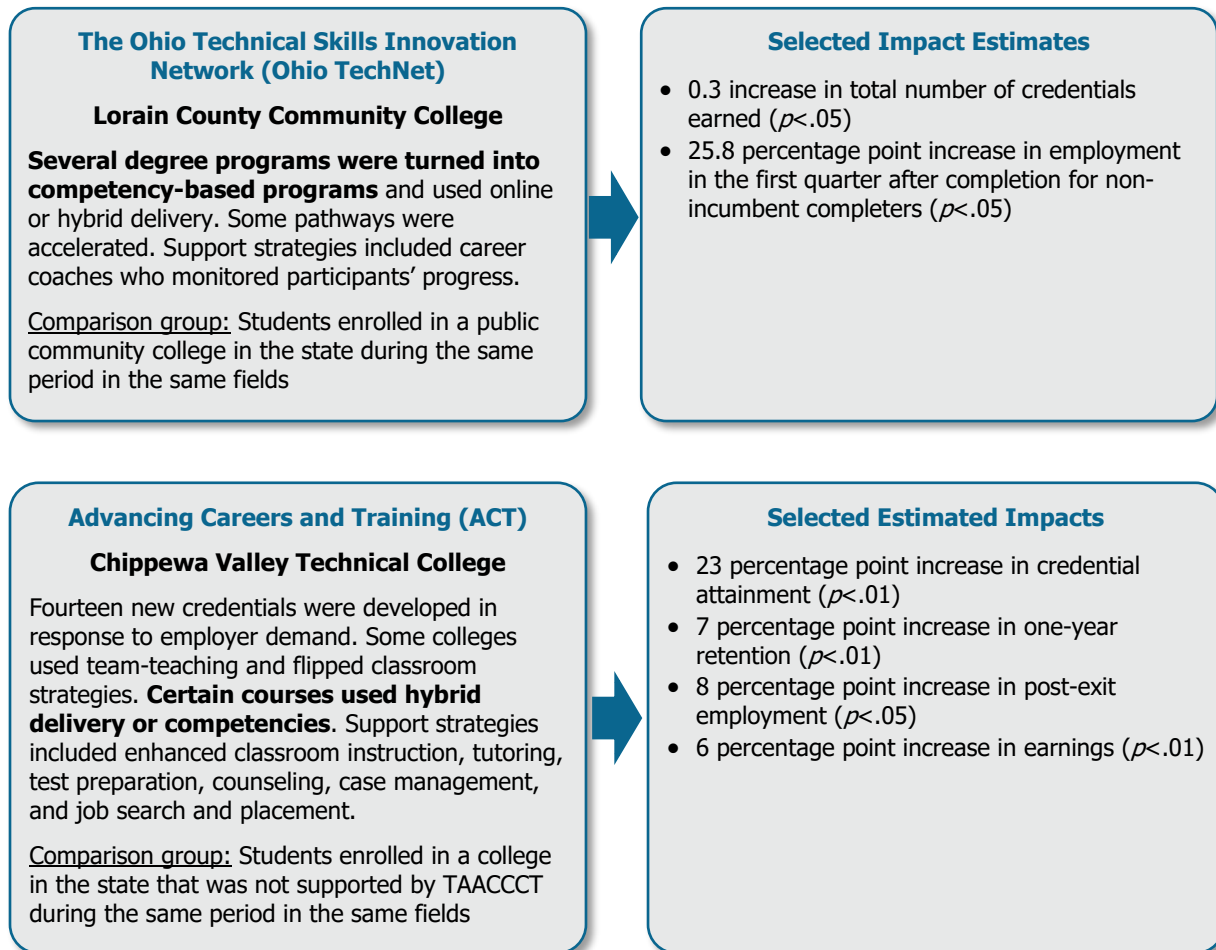 The Ohio Technical Skills Innovation
Network (Ohio TechNet)
Lorain County Community College
Several degree programs were turned into
competency-based programs and used online
or hybrid delivery. Some pathways were
accelerated. Support strategies included career
coaches who monitored participants’ progress.
Comparison group: Students enrolled in a public
community college in the state during the same
period in the same fields
Selected Impact Estimates
• 0.3 increase in total number of credentials
earned (p<.05)
• 25.8 percentage point increase in employment
in the first quarter after completion for non-
incumbent completers (p<.05)
Advancing Careers and Training (ACT)
Chippewa Valley Technical College
Fourteen new credentials were developed in
response to employer demand. Some colleges
used team-teaching and flipped classroom
strategies. Certain courses used hybrid
delivery or competencies. Support strategies
included enhanced classroom instruction, tutoring,
test preparation, counseling, case management,
and job search and placement.
Comparison group: Students enrolled in a college
in the state that was not supported by TAACCCT
during the same period in the same fields
Selected Estimated Impacts
• 23 percentage point increase in credential
attainment (p<.01)
• 7 percentage point increase in one-year
retention (p<.01)
• 8 percentage point increase in post-exit
employment (p<.05)
• 6 percentage point increase in earnings (p<.01)